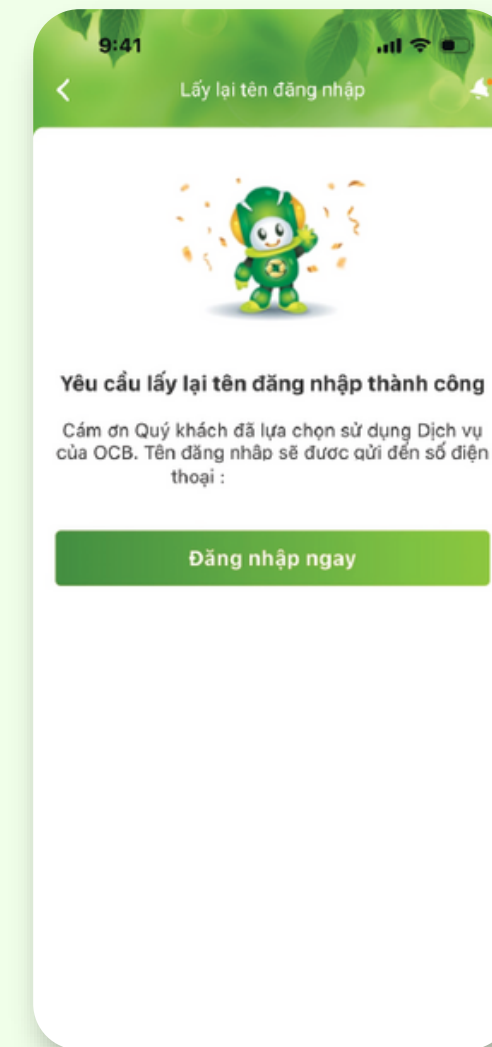 9:41
Lấy lại tên đăng nhập
Yêu cầu lấy lại tên đăng nhập thành công
Cám ơn Quý khách đã lựa chọn sử dụng Dịch vụ
của OCB. Tên đăng nhập sẽ được gửi đến số điện
thoại :
Đăng nhập ngay